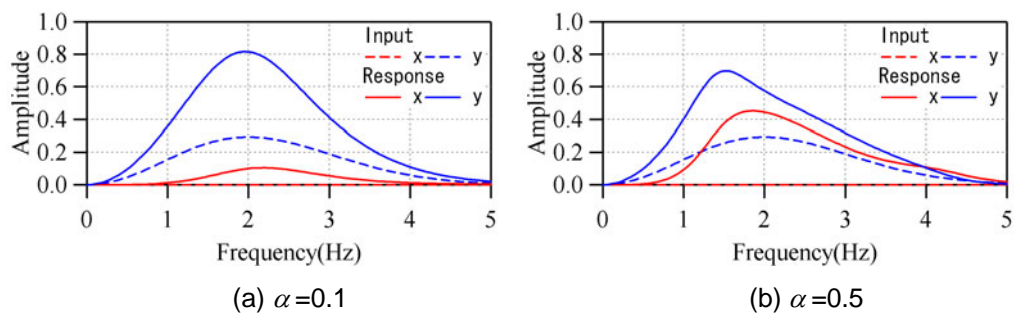 1.0
0.8
0.6
0.4
0.2
0.0
Amplitude
Input
x y
Response
x y
0 1 2 3 4 5
Frequency(Hz)
(a) α=0.1
1.0
0.8
0.6
0.4
0.2
0.0
Amplitude
Input
x y
Response
x y
0 1 2 3 4 5
Frequency(Hz)
(b) α=0.5